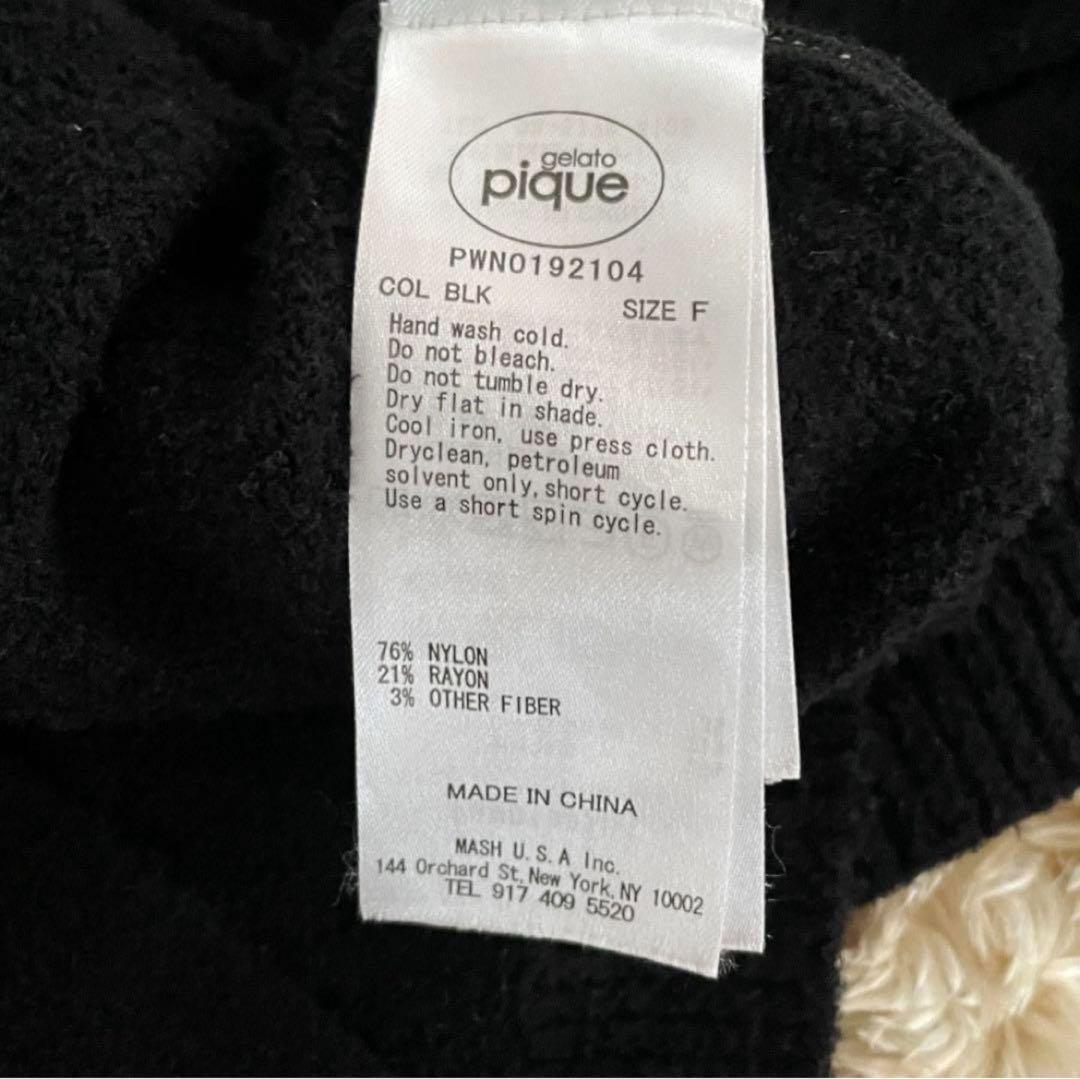 gelato
pique
PWNO192104
COL BLK SIZE F
Hand wash cold.
Do not bleach.
Do not tumble dry.
Dry flat in shade.
Cool iron, use press cloth.
Dryclean, petroleum
solvent only, short cycle.
Use a short spin cycle.
76% NYLON
21% RAYON
3% OTHER FIBER
MADE IN CHINA
MASH U.S.A Inc.
144 Orchard St, New York, NY 10002
TEL 917 409 5520